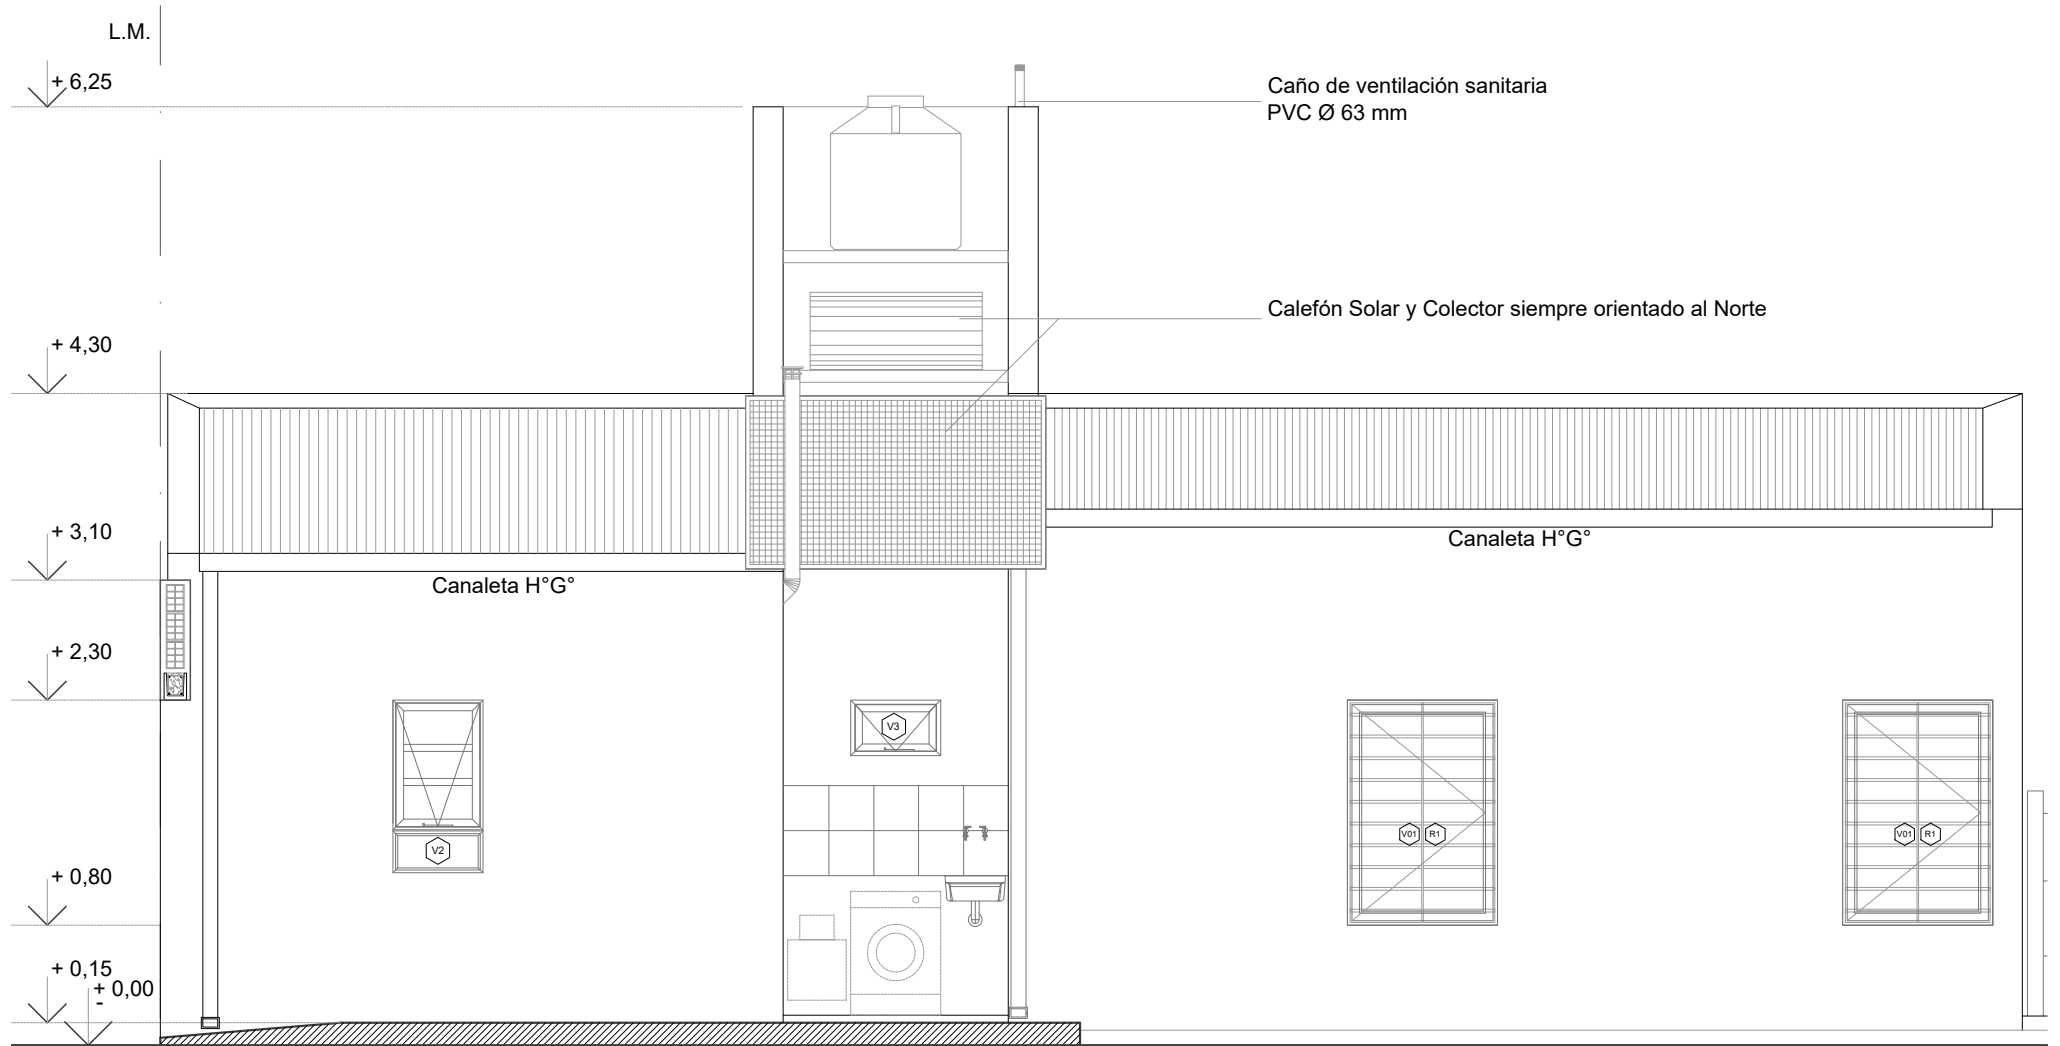 L.M.
+ 6,25
Caño de ventilación sanitaria
PVC Ø 63 mm
Calefón Solar y Colector siempre orientado al Norte
+ 4,30
+ 3,10
Canaleta H°G°
Canaleta H°G°
+ 2,30
V3
V01 R1
V01 R1
V2
+ 0,80
+ 0,15
+ 0,00
-